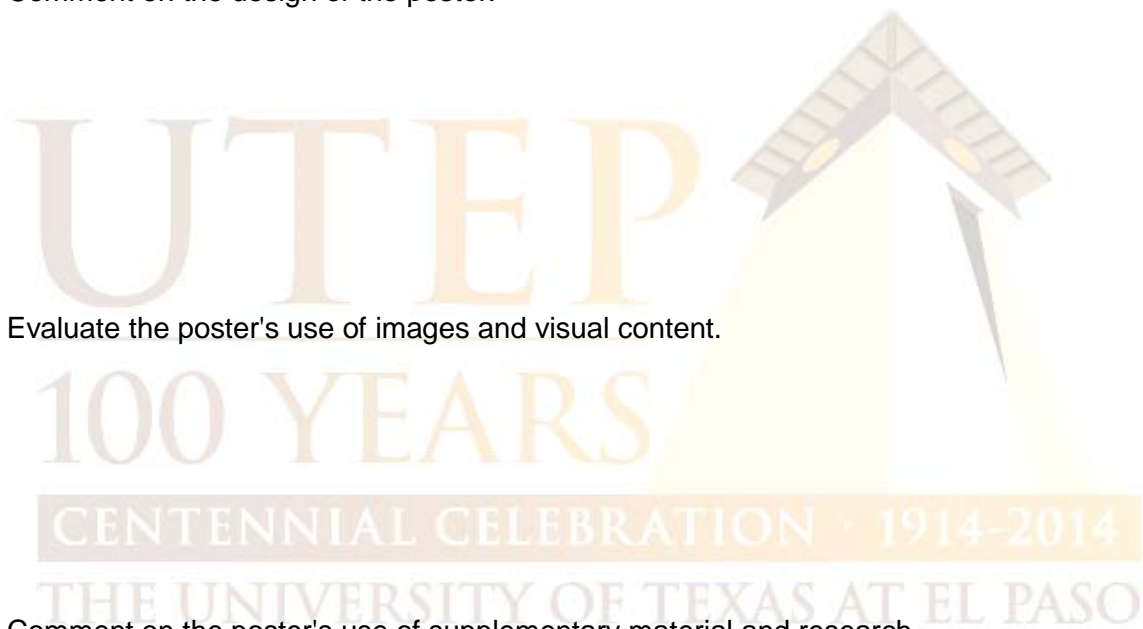 Comment on the design of the poster.
UTEP
Evaluate the poster's use of images and visual content.
100 YEARS
CENTENNIAL CELEBRATION · 1914-2014
THE UNIVERSITY OF TEXAS AT EL PASO
Comment on the poster's use of supplementary material and research